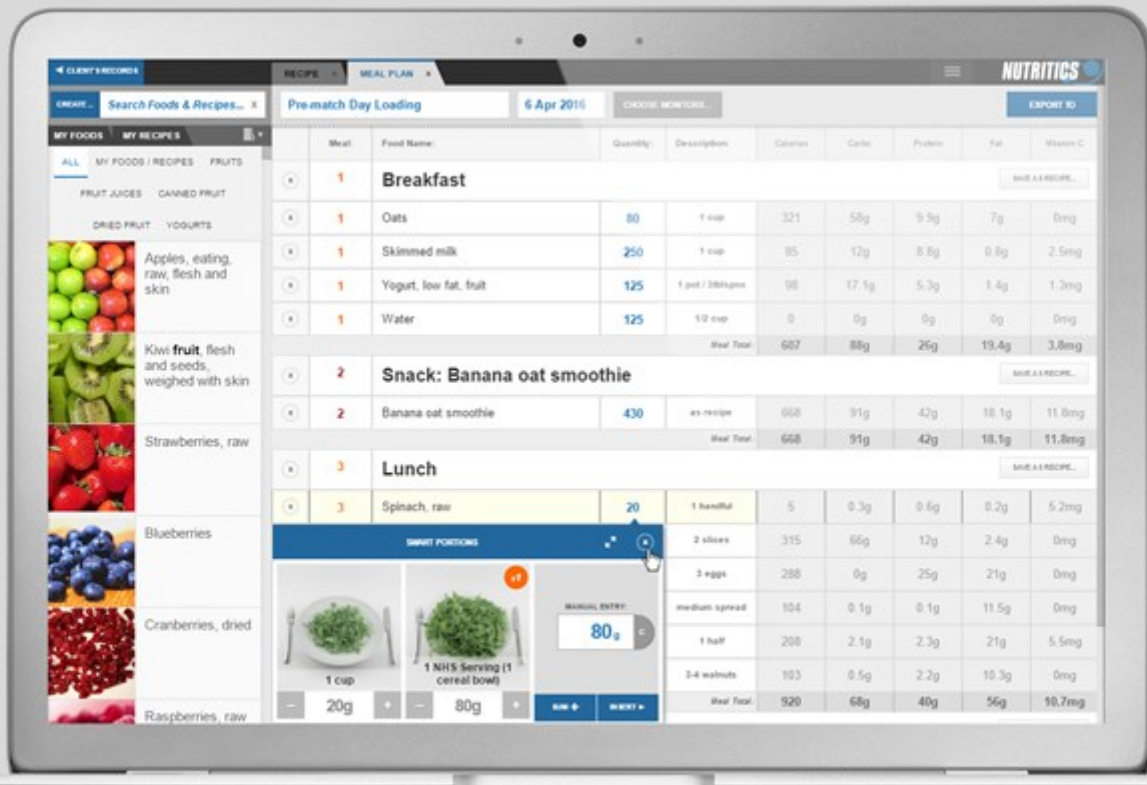 CLIENT'S RECORDS
RECIPE x MEAL PLAN x
NUTRITICS
CREATE... Search Foods & Recipes... x
Pre-match Day Loading 6 Apr 2016 CHOOSE MONITORS... EXPORT TO
MY FOODS MY RECIPES
ALL MY FOODS / RECIPES FRUITS
FRUIT JUICES CANNED FRUIT
DRIED FRUIT YOGURTS
Apples, eating,
raw, flesh and
skin
Kiwi fruit, flesh
and seeds,
weighed with skin
Strawberries, raw
Blueberries
Cranberries, dried
Raspberries, raw
Meal: Food Name: Quantity: Description: Calories Carbs Protein Fat Vitamin C
1 Breakfast SAVE AS RECIPE...
1 Oats 80 1 cup 321 58g 9.9g 7g 0mg
1 Skimmed milk 250 1 cup 85 12g 8.8g 0.8g 2.5mg
1 Yogurt, low fat, fruit 125 98 17.1g 5.3g 1.4g 1.3mg
1 Water 125 1/2 cup 0 0g 0g 0g 0mg
Meal Total: 607 88g 26g 19.4g 3.8mg
2 Snack: Banana oat smoothie SAVE AS RECIPE...
2 Banana oat smoothie 430 as recipe 668 91g 42g 18.1g 11.8mg
Meal Total: 668 91g 42g 18.1g 11.8mg
3 Lunch SAVE AS RECIPE...
3 Spinach, raw 20 1 handful 5 0.3g 0.6g 0.2g 5.2mg
2 slices 315 66g 12g 2.4g 0mg
3 eggs 288 0g 25g 21g 0mg
medium spread 104 0.1g 0.1g 11.5g 0mg
1 half 208 2.1g 2.3g 21g 5.5mg
3-4 walnuts 103 0.5g 2.2g 10.3g 0mg
Meal Total: 920 68g 40g 56g 10.7mg
SMART PORTIONS
1 cup
1 NHS Serving (1
cereal bowl)
MANUAL ENTRY:
80g
- 20g + - 80g +
SUM + INSERT